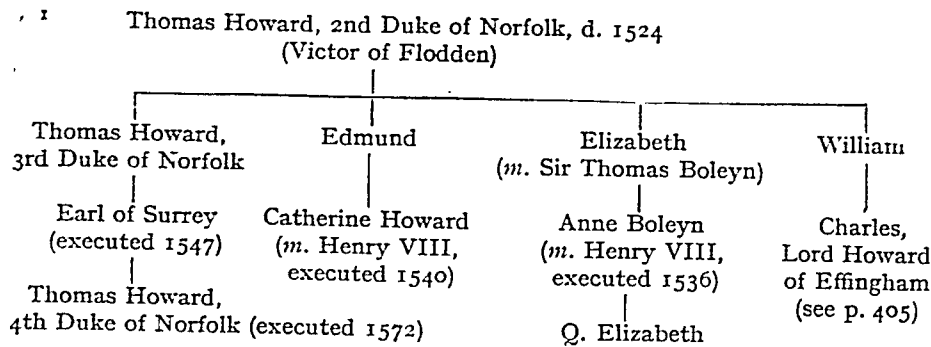 1 Thomas Howard, 2nd Duke of Norfolk, d. 1524
(Victor of Flodden)
Thomas Howard,
3rd Duke of Norfolk
Edmund
Elizabeth
(m. Sir Thomas Boleyn)
William
Earl of Surrey
(executed 1547)
Catherine Howard
(m. Henry VIII,
executed 1540)
Anne Boleyn
(m. Henry VIII,
executed 1536)
Charles,
Lord Howard
of Effingham
(see p. 405)
Thomas Howard,
4th Duke of Norfolk (executed 1572)
Q. Elizabeth